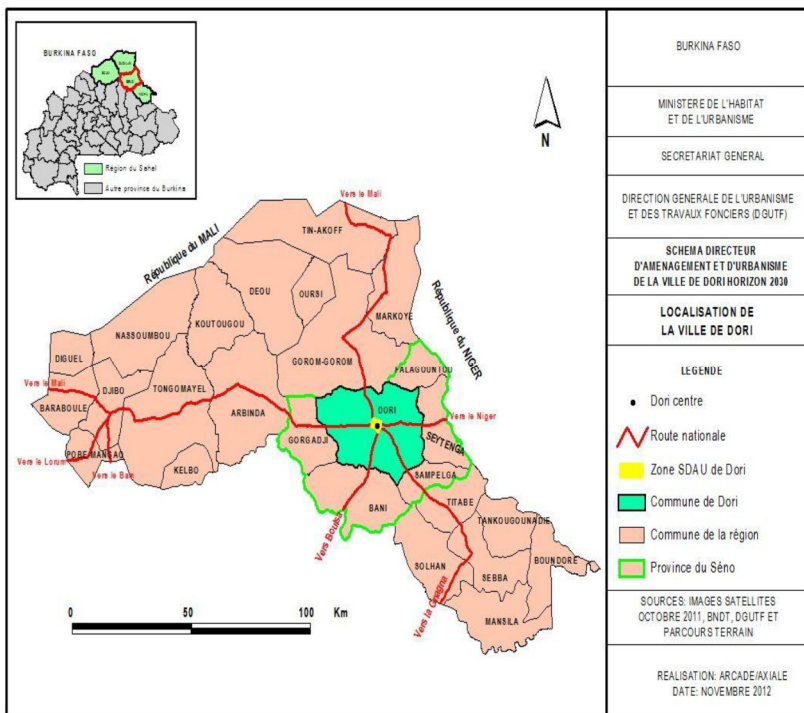 BURKINA FASO
Région du Sahel
Autre province du Burkina
N
République du MALI
République du NIGER
Vers le Mali
TIN-AKOFF
DEOU
OURSI
MARKOYE
NASSOUMBOU
KOUTOUGOU
DIGUEL
GOROM-GOROM
FALAGOUNTOU
Vers le Mali
DJIBO
TONGOMAYEL
BARABOULE
ARBINDA
DORI
Vers le Niger
GORGADJI
SEYTENGA
POBE-MANGAO
Vers le Lorum
Vers le Bam
KELBO
SAMPELGA
BANI
TITABE
TANKOUGOUNADIE
Vers Boulsa
SOLHAN
BOUNDORE
SEBBA
Vers la Gnagna
MANSILA
0 50 100 Km
BURKINA FASO
MINISTERE DE L'HABITAT
ET DE L'URBANISME
SECRETARIAT GENERAL
DIRECTION GENERALE DE L'URBANISME
ET DES TRAVAUX FONCIERS (DGUTF)
SCHEMA DIRECTEUR
D'AMENAGEMENT ET D'URBANISME
DE LA VILLE DE DORI HORIZON 2030
LOCALISATION DE
LA VILLE DE DORI
LEGENDE
Dori centre
Route nationale
Zone SDAU de Dori
Commune de Dori
Commune de la région
Province du Séno
SOURCES: IMAGES SATELLITES
OCTOBRE 2011, BNDT, DGUTF ET
PARCOURS TERRAIN
REALISATION: ARCADE/AXIALE
DATE: NOVEMBRE 2012